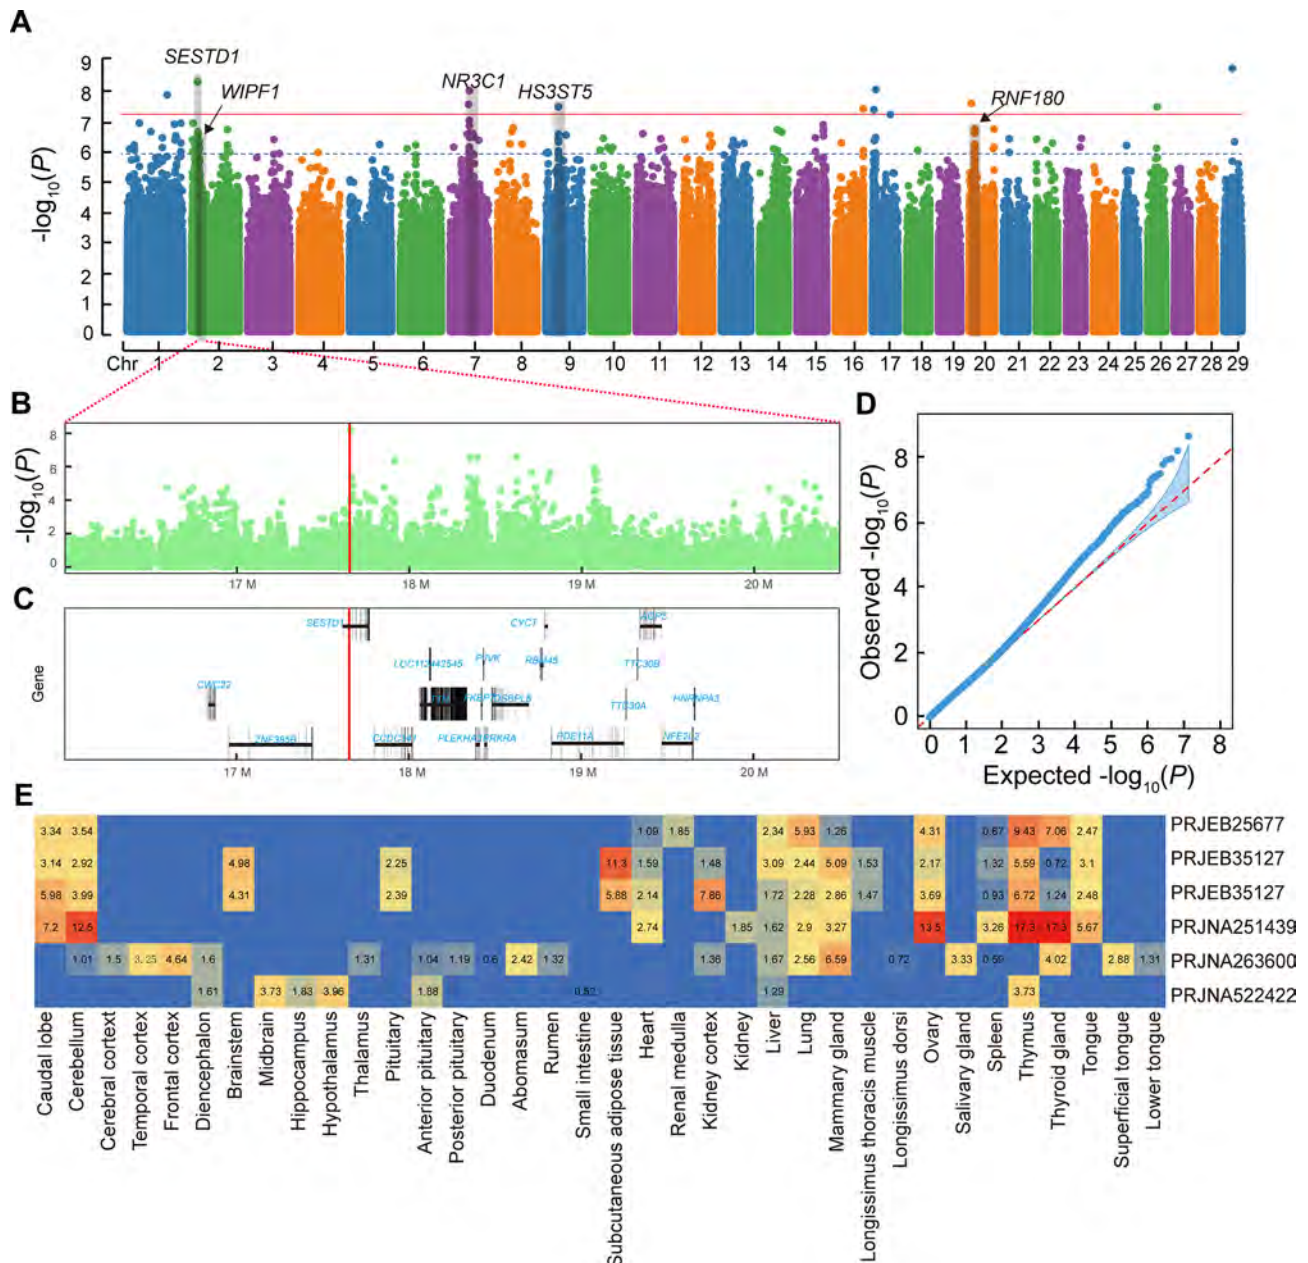 A
SESTD1
WIPF1
NR3C1
HS3ST5
RNF180
9
8
7
6
5
4
3
2
1
0
-log10(P)
Chr 1 2 3 4 5 6 7 8 9 10 11 12 13 14 15 16 17 18 19 20 21 22 23 24 25 26 27 28 29
B
8
6
4
2
0
-log10(P)
17 M 18 M 19 M 20 M
C
Gene
SESTD1 CYCT
RBM45 TTC30B
CWC22 OSBPL6 TTC30A HNRNPA3
ZNF385B PLEKHA3 PRKRA PDE11A NFE2L2
17 M 18 M 19 M 20 M
D
Observed -log10(P)
8
6
4
2
0
0 1 2 3 4 5 6 7 8
Expected -log10(P)
E
3.34 3.54 1.09 1.85 2.34 5.93 1.26 4.31 0.67 9.43 7.06 2.47 PRJEB25677
3.14 2.92 4.98 2.25 11.3 1.59 1.48 3.09 2.44 5.09 1.53 2.17 1.32 5.59 0.72 3.1 PRJEB35127
5.98 3.99 4.31 2.39 5.88 2.14 7.86 1.72 2.28 2.86 1.47 3.69 0.93 6.72 1.24 2.48 PRJEB35127
7.2 12.5 2.74 1.85 1.62 2.9 3.27 13.5 3.26 17.3 17.3 5.67 PRJNA251439
1.01 1.5 3.25 4.64 1.6 1.31 1.04 1.19 0.6 2.42 1.32 1.36 1.67 2.56 6.59 0.72 3.33 0.59 4.02 2.88 1.31 PRJNA263600
1.61 3.73 1.83 3.96 1.88 0.52 1.29 3.73 PRJNA522422
Caudal lobe
Cerebellum
Cerebral cortext
Temporal cortex
Frontal cortex
Diencephalon
Brainstem
Midbrain
Hippocampus
Hypothalamus
Thalamus
Pituitary
Anterior pituitary
Posterior pituitary
Duodenum
Abomasum
Rumen
Small intestine
Subcutaneous adipose tissue
Heart
Renal medulla
Kidney cortex
Kidney
Liver
Lung
Mammary gland
Longissimus thoracis muscle
Longissimus dorsi
Ovary
Salivary gland
Spleen
Thymus
Thyroid gland
Tongue
Superficial tongue
Lower tongue